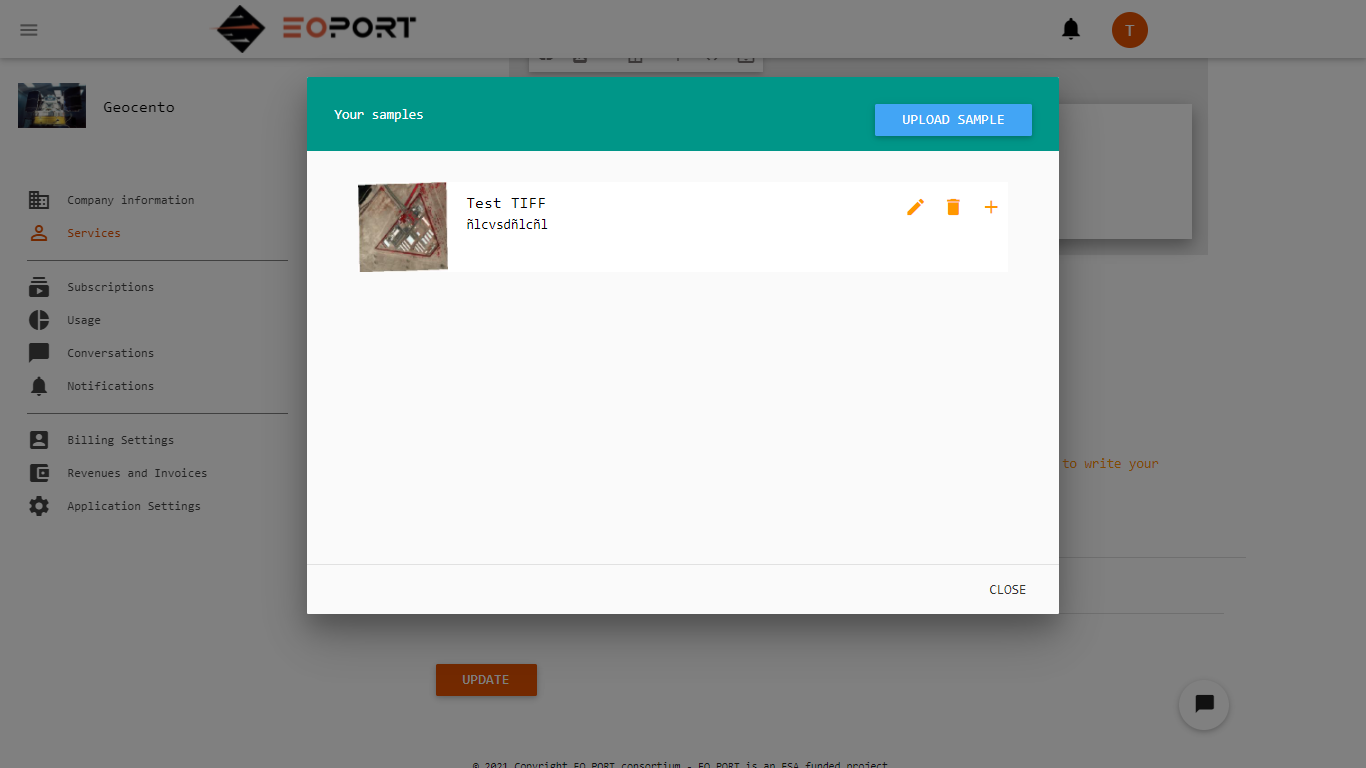 EOPORT
T
Geocento
Company information
Services
Subscriptions
Usage
Conversations
Notifications
Billing Settings
Revenues and Invoices
Application Settings
Your samples
UPLOAD SAMPLE
Test TIFF
ñlcvsdñlcñl
CLOSE
to write your
UPDATE
© 2021 Copyright EO PORT consortium - EO PORT is an ESA funded project